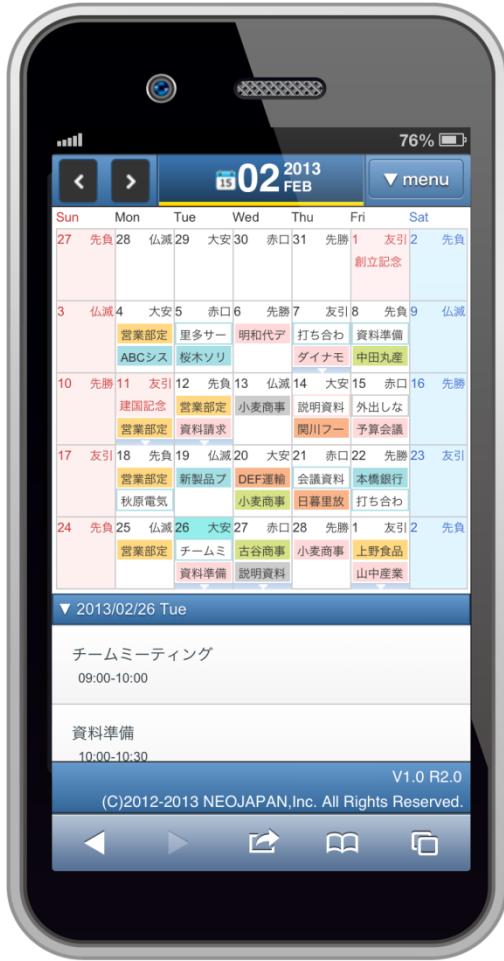 76%
15 02 2013 FEB ▼ menu
Sun Mon Tue Wed Thu Fri Sat
27 先負 28 仏滅 29 大安 30 赤口 31 先勝 1 友引 2 先負
創立記念
3 仏滅 4 大安 5 赤口 6 先勝 7 友引 8 先負 9 仏滅
営業部定 里多サー 明和代デ 打ち合わ 資料準備
ABCシス 桜木ソリ ダイナモ 中田丸産
10 先勝 11 友引 12 先負 13 仏滅 14 大安 15 赤口 16 先勝
建国記念 営業部定 小麦商事 説明資料 外出しな
営業部定 資料請求 関川フー 予算会議
17 友引 18 先負 19 仏滅 20 大安 21 赤口 22 先勝 23 友引
営業部定 新製品プ DEF運輸 会議資料 本橋銀行
秋原電気 小麦商事 日暮里放 打ち合わ
24 先負 25 仏滅 26 大安 27 赤口 28 先勝 1 友引 2 先負
営業部定 チームミ 古谷商事 小麦商事 上野食品
資料準備 説明資料 山中産業
▼ 2013/02/26 Tue
チームミーティング
09:00-10:00
資料準備
10:00-10:30
V1.0 R2.0
(C)2012-2013 NEOJAPAN,Inc. All Rights Reserved.